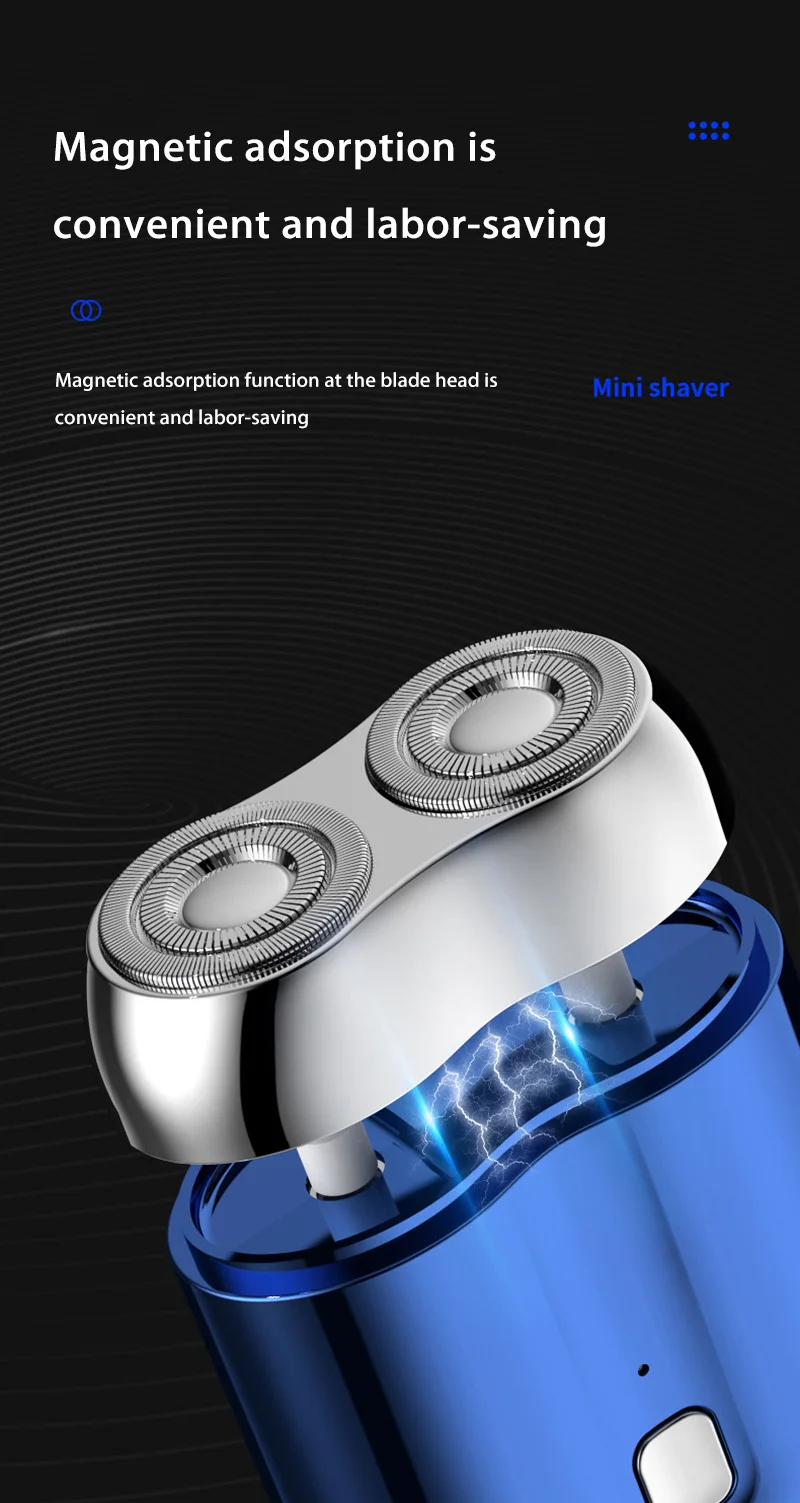 Magnetic adsorption is
convenient and labor-saving
Magnetic adsorption function at the blade head is
convenient and labor-saving
Mini shaver